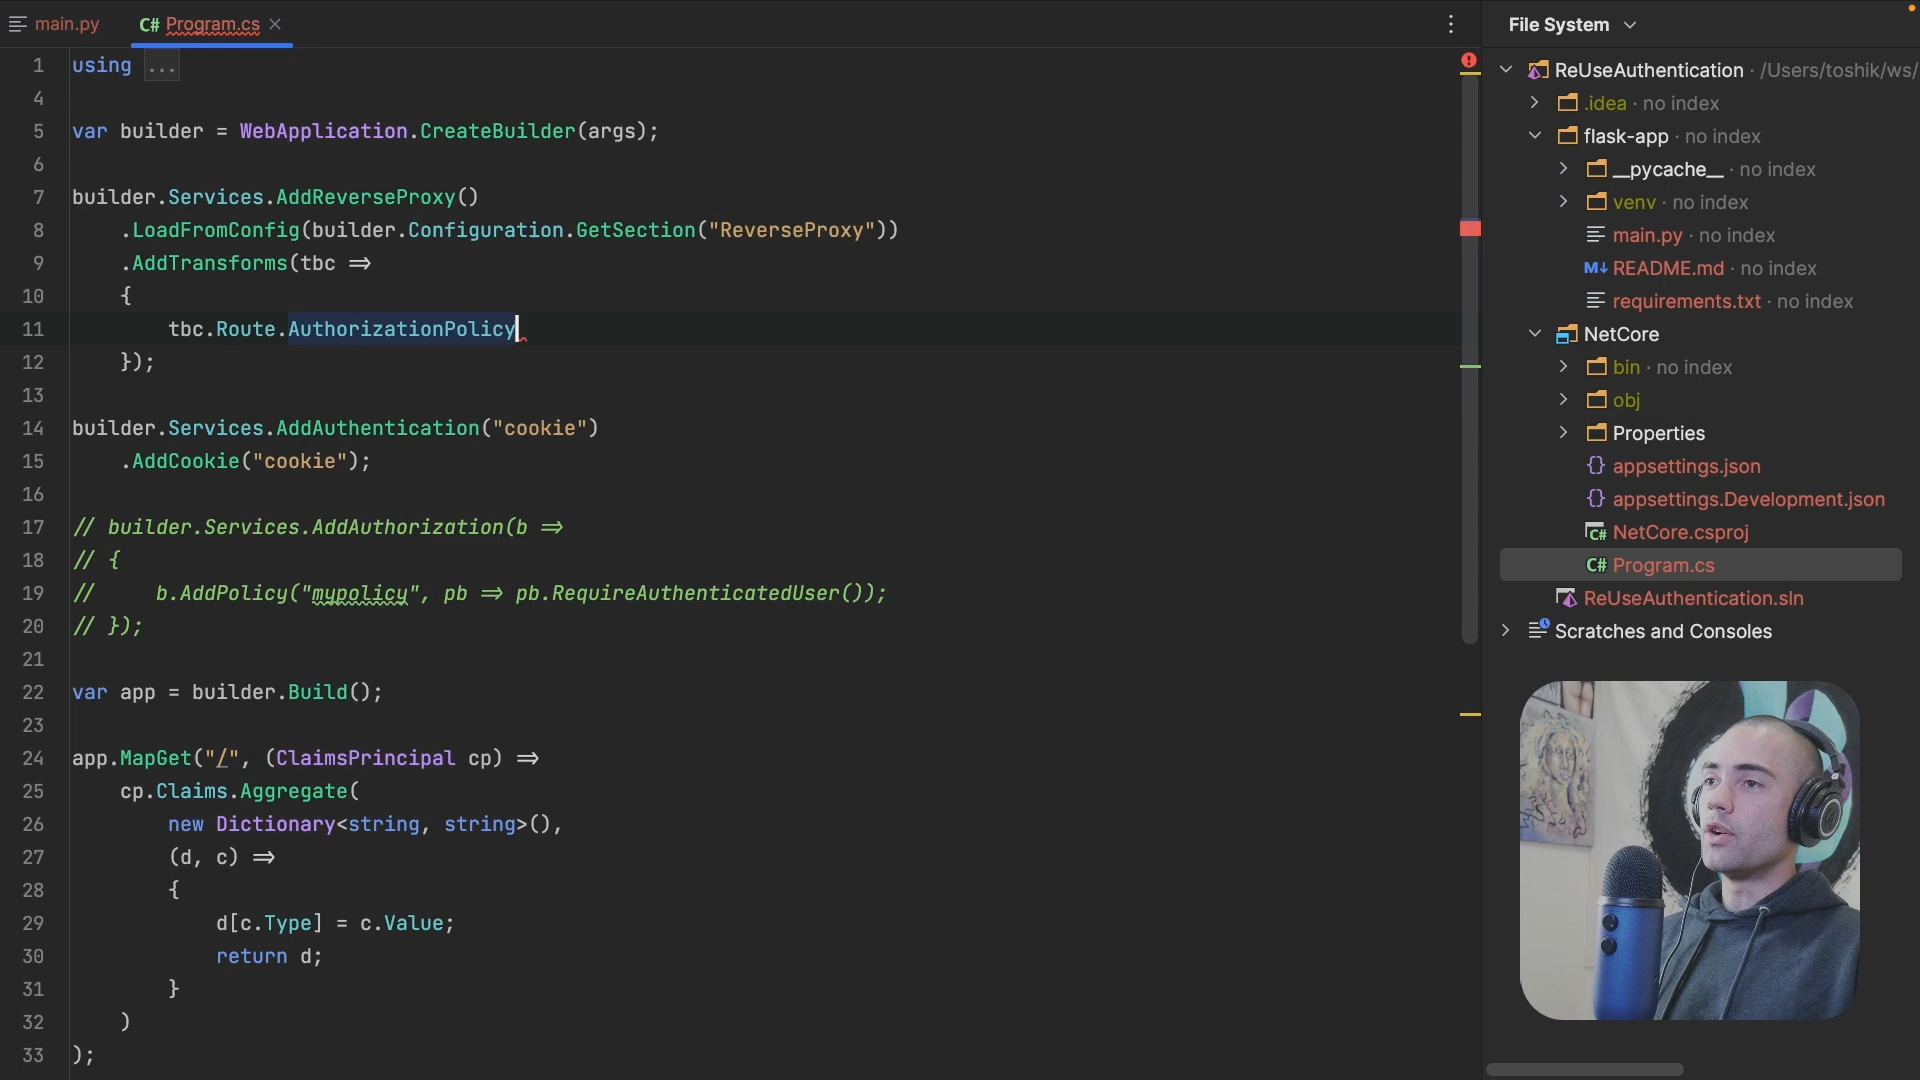 main.py
C# Program.cs
File System
1 using ...
4
5 var builder = WebApplication.CreateBuilder(args);
6
7 builder.Services.AddReverseProxy()
8 .LoadFromConfig(builder.Configuration.GetSection("ReverseProxy"))
9 .AddTransforms(tbc =>
10 {
11 tbc.Route.AuthorizationPolicy
12 });
13
14 builder.Services.AddAuthentication("cookie")
15 .AddCookie("cookie");
16
17 // builder.Services.AddAuthorization(b =>
18 // {
19 // b.AddPolicy("mypolicy", pb => pb.RequireAuthenticatedUser());
20 // });
21
22 var app = builder.Build();
23
24 app.MapGet("/", (ClaimsPrincipal cp) =>
25 cp.Claims.Aggregate(
26 new Dictionary<string, string>(),
27 (d, c) =>
28 {
29 d[c.Type] = c.Value;
30 return d;
31 }
32 )
33 );
ReUseAuthentication · /Users/toshik/ws/
.idea · no index
flask-app · no index
__pycache__ · no index
venv · no index
main.py · no index
M↓ README.md · no index
requirements.txt · no index
NetCore
bin · no index
obj
Properties
{} appsettings.json
{} appsettings.Development.json
C# NetCore.csproj
C# Program.cs
ReUseAuthentication.sln
Scratches and Consoles